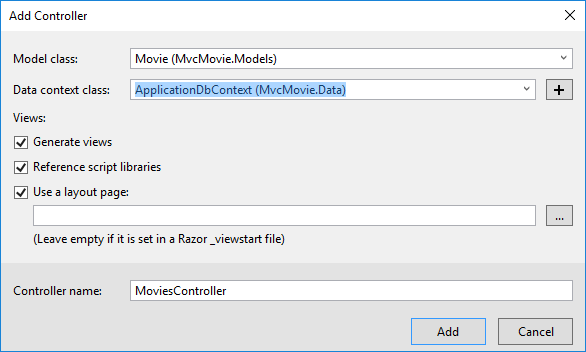 Add Controller
Model class: Movie (MvcMovie.Models)
Data context class: ApplicationDbContext (MvcMovie.Data) +
Views:
Generate views
Reference script libraries
Use a layout page:
...
(Leave empty if it is set in a Razor _viewstart file)
Controller name: MoviesController
Add Cancel